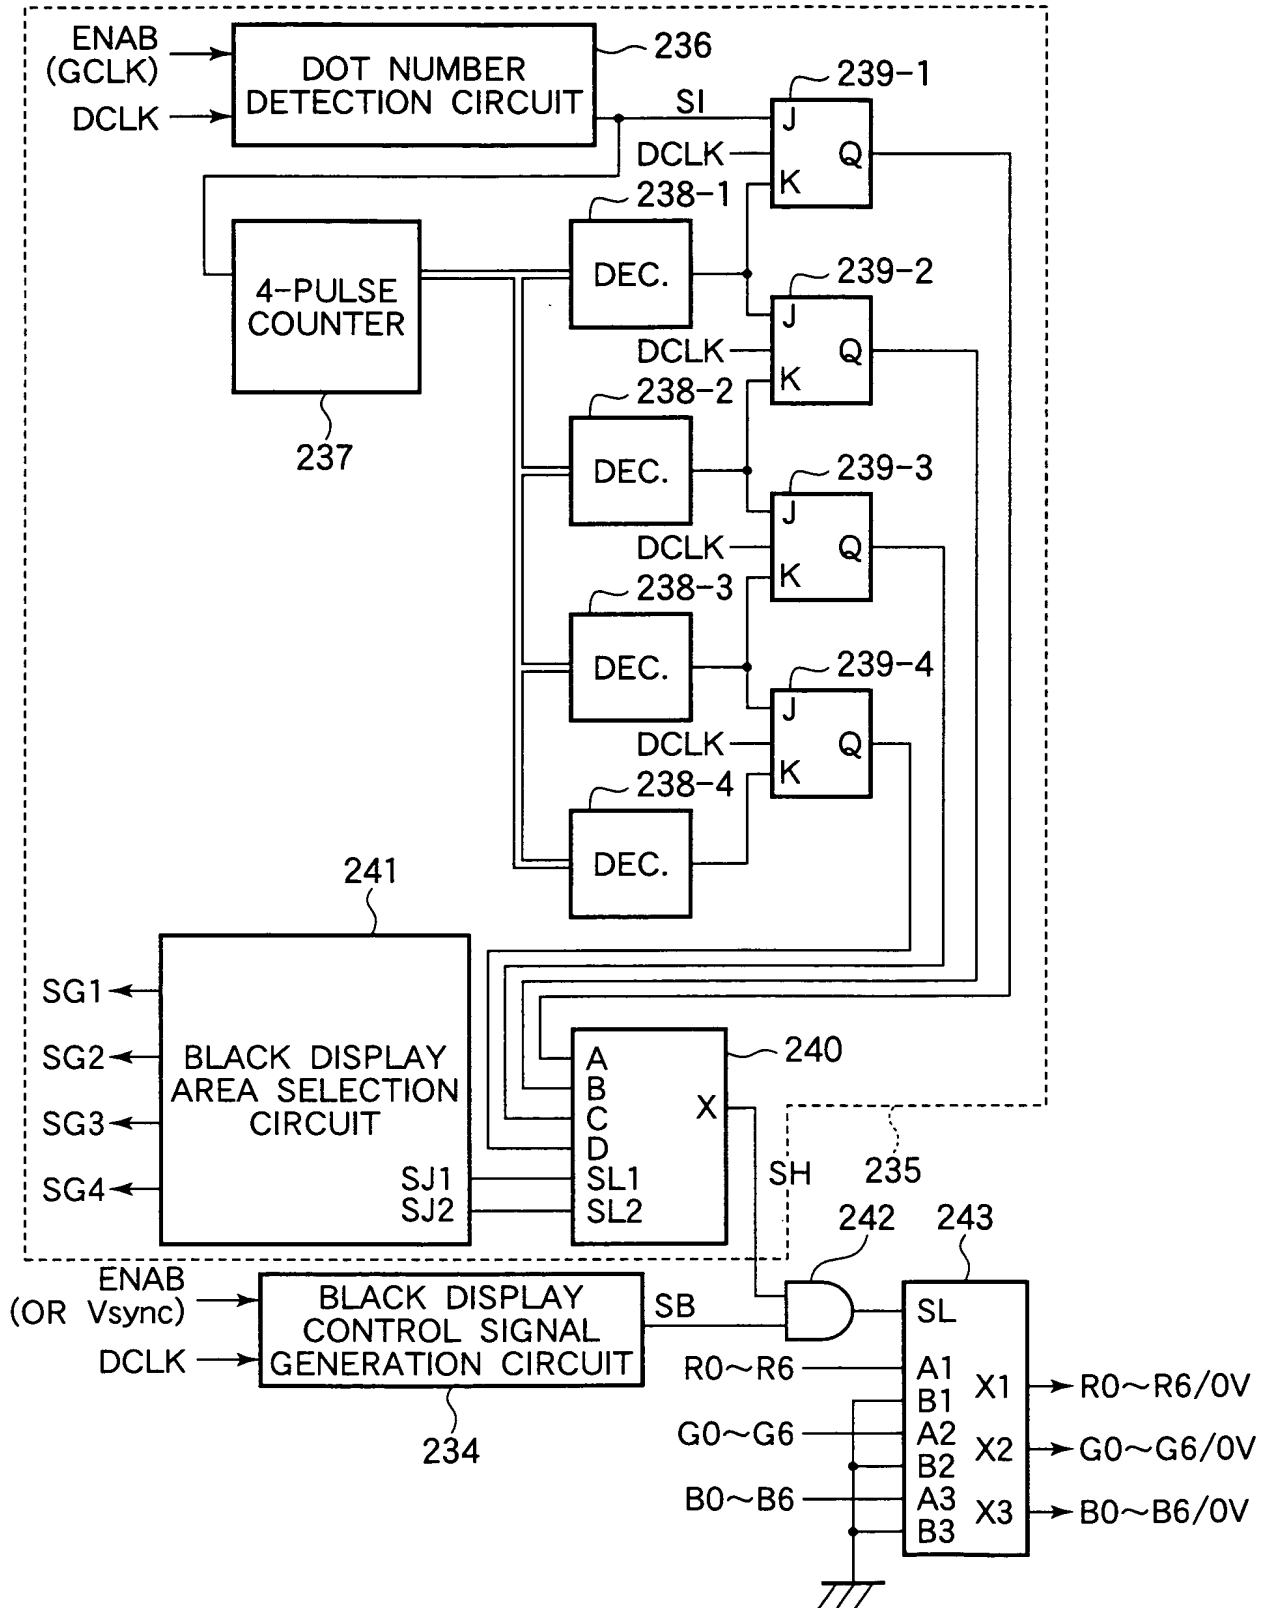 ENAB
(GCLK)
DCLK
DOT NUMBER
DETECTION CIRCUIT
236
SI
239-1
J
DCLK
Q
K
238-1
4-PULSE
COUNTER
237
DEC.
239-2
J
DCLK
Q
K
238-2
DEC.
239-3
J
DCLK
Q
K
238-3
DEC.
239-4
J
DCLK
Q
K
238-4
DEC.
241
SG1
SG2
SG3
SG4
BLACK DISPLAY
AREA SELECTION
CIRCUIT
SJ1
SJ2
240
A
B
C
D
SL1
SL2
X
SH
235
242
243
ENAB
(OR Vsync)
DCLK
BLACK DISPLAY
CONTROL SIGNAL
GENERATION CIRCUIT
234
SB
SL
R0~R6
A1
B1
G0~G6
A2
B2
B0~B6
A3
B3
X1
R0~R6/0V
X2
G0~G6/0V
X3
B0~B6/0V